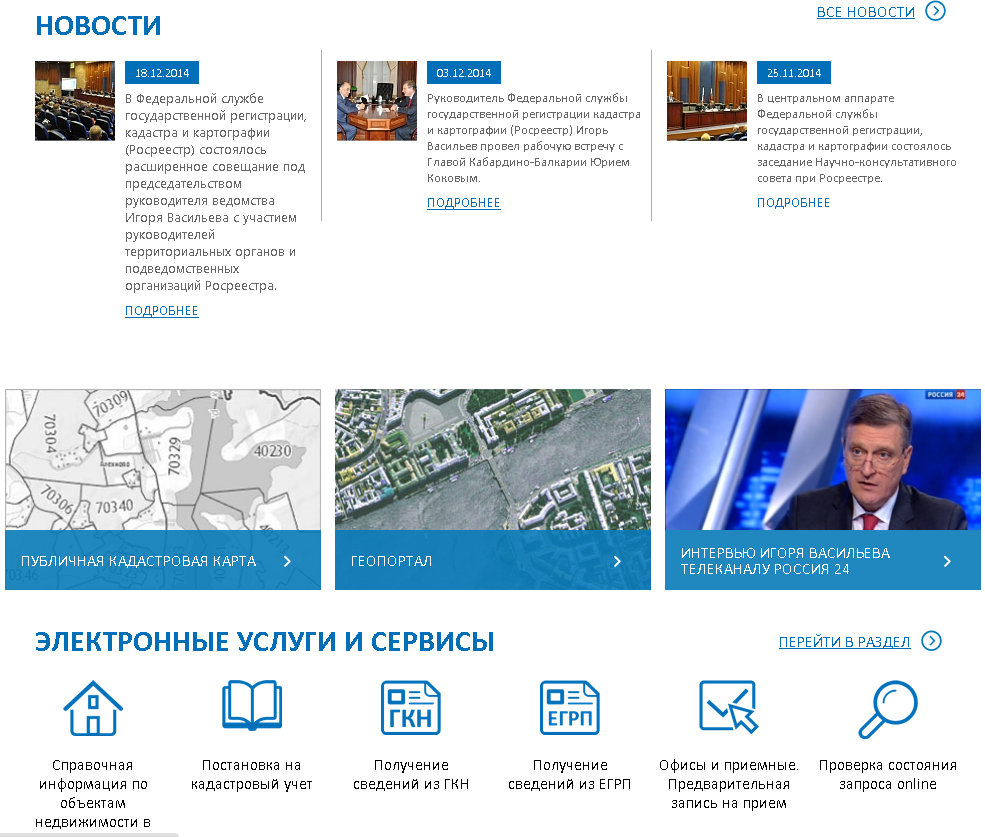 НОВОСТИ
ВСЕ НОВОСТИ
18.12.2014
В Федеральной службе
государственной регистрации,
кадастра и картографии
(Росреестр) состоялось
расширенное совещание под
председательством
руководителя ведомства
Игоря Васильева с участием
руководителей
территориальных органов и
подведомственных
организаций Росреестра.
ПОДРОБНЕЕ
03.12.2014
Руководитель Федеральной службы
государственной регистрации кадастра
и картографии (Росреестр) Игорь
Васильев провел рабочую встречу с
Главой Кабардино-Балкарии Юрием
Коковым.
ПОДРОБНЕЕ
25.11.2014
В центральном аппарате
Федеральной службы
государственной регистрации,
кадастра и картографии состоялось
заседание Научно-консультативного
совета при Росреестре.
ПОДРОБНЕЕ
70309
70304
70329
40230
70306
70340
ПУБЛИЧНАЯ КАДАСТРОВАЯ КАРТА
ГЕОПОРТАЛ
РОССИЯ 24
ИНТЕРВЬЮ ИГОРЯ ВАСИЛЬЕВА
ТЕЛЕКАНАЛУ РОССИЯ 24
ЭЛЕКТРОННЫЕ УСЛУГИ И СЕРВИСЫ
ПЕРЕЙТИ В РАЗДЕЛ
Справочная
информация по
объектам
недвижимости в
Постановка на
кадастровый учет
ГКН
Получение
сведений из ГКН
ЕГРП
Получение
сведений из ЕГРП
Офисы и приемные.
Предварительная
запись на прием
Проверка состояния
запроса online